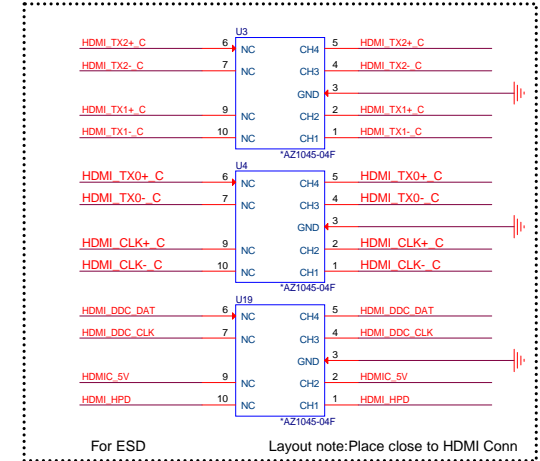 U3
HDMI_TX2+_C 6 NC CH4 5 HDMI_TX2+_C
HDMI_TX2-_C 7 NC CH3 4 HDMI_TX2-_C
GND 3
HDMI_TX1+_C 9 NC CH2 2 HDMI_TX1+_C
HDMI_TX1-_C 10 NC CH1 1 HDMI_TX1-_C
*AZ1045-04F
U4
HDMI_TX0+_C 6 NC CH4 5 HDMI_TX0+_C
HDMI_TX0-_C 7 NC CH3 4 HDMI_TX0-_C
GND 3
HDMI_CLK+_C 9 NC CH2 2 HDMI_CLK+_C
HDMI_CLK-_C 10 NC CH1 1 HDMI_CLK-_C
*AZ1045-04F
U19
HDMI_DDC_DAT 6 NC CH4 5 HDMI_DDC_DAT
HDMI_DDC_CLK 7 NC CH3 4 HDMI_DDC_CLK
GND 3
HDMIC_5V 9 NC CH2 2 HDMIC_5V
HDMI_HPD 10 NC CH1 1 HDMI_HPD
*AZ1045-04F
For ESD Layout note:Place close to HDMI Conn